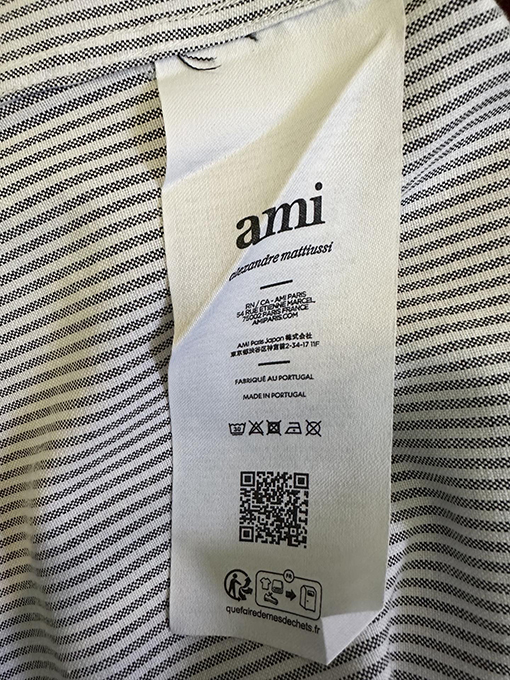 ami
alexandre mattiussi
RN / CA - AMI PARIS
54 RUE ETIENNE MARCEL
75002 PARIS FRANCE
AMIPARIS.COM
AMI Paris Japan 株式会社
東京都渋谷区神宮前2-34-17 11F
FABRIQUÉ AU PORTUGAL
MADE IN PORTUGAL
30
FR
quefairedemesdechets.fr